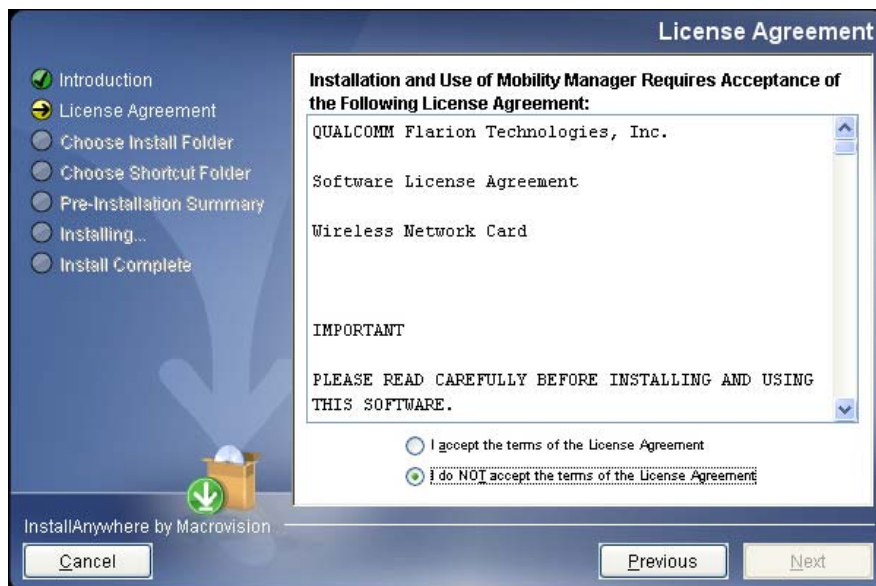 License Agreement
Introduction
License Agreement
Choose Install Folder
Choose Shortcut Folder
Pre-Installation Summary
Installing...
Install Complete
Installation and Use of Mobility Manager Requires Acceptance of
the Following License Agreement:
QUALCOMM Flarion Technologies, Inc.
Software License Agreement
Wireless Network Card
IMPORTANT
PLEASE READ CAREFULLY BEFORE INSTALLING AND USING
THIS SOFTWARE.
I accept the terms of the License Agreement
I do NOT accept the terms of the License Agreement
InstallAnywhere by Macrovision
Cancel
Previous
Next